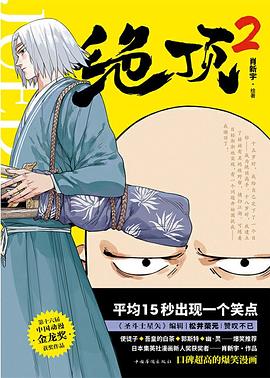 JUEDING
绝顶2
肖新宇·绘著
平均15秒出现一个笑点
《圣斗士星矢》编辑|松井荣元|赞叹不已
使徒子+吾皇的白茶+郭斯特+幽·灵——爆笑推荐
日本集英社漫画新人奖获奖者——肖新宇·作品
口碑超高的爆笑漫画
第十六届
中国动漫
金龙奖
获奖作品